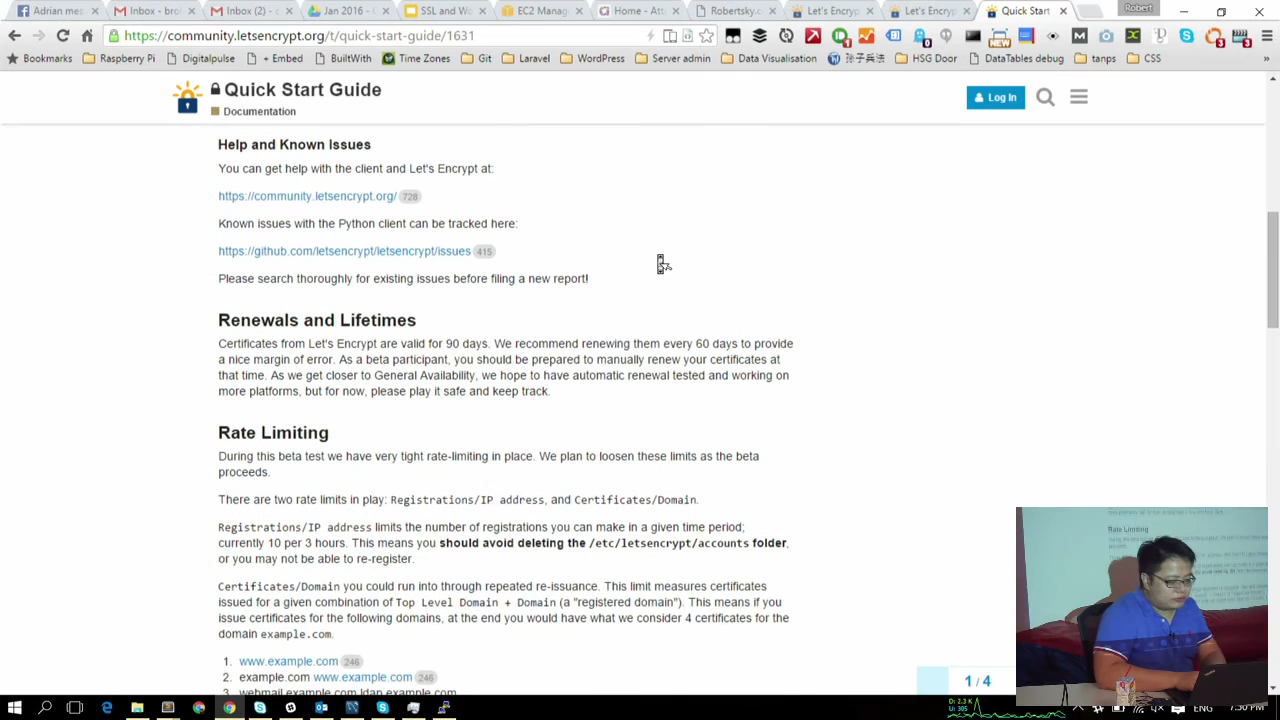 Adrian mes
Inbox - bro
Inbox (2) - c
Jan 2016 - G
SSL and Wo
EC2 Manag
Home - Atta
Robertsky.c
Let's Encryp
Let's Encryp
Quick Start
Robert
https://community.letsencrypt.org/t/quick-start-guide/1631
Bookmarks
Raspberry Pi
Digitalpulse
+ Embed
BuiltWith
Time Zones
Git
Laravel
WordPress
Server admin
Data Visualisation
孫子兵法
HSG Door
DataTables debug
tanps
CSS
Quick Start Guide
Documentation
Log In
Help and Known Issues
You can get help with the client and Let's Encrypt at:
https://community.letsencrypt.org/ 728
Known issues with the Python client can be tracked here:
https://github.com/letsencrypt/letsencrypt/issues 415
Please search thoroughly for existing issues before filing a new report!
Renewals and Lifetimes
Certificates from Let's Encrypt are valid for 90 days. We recommend renewing them every 60 days to provide
a nice margin of error. As a beta participant, you should be prepared to manually renew your certificates at
that time. As we get closer to General Availability, we hope to have automatic renewal tested and working on
more platforms, but for now, please play it safe and keep track.
Rate Limiting
During this beta test we have very tight rate-limiting in place. We plan to loosen these limits as the beta
proceeds.
There are two rate limits in play: Registrations/IP address, and Certificates/Domain.
Registrations/IP address limits the number of registrations you can make in a given time period;
currently 10 per 3 hours. This means you should avoid deleting the /etc/letsencrypt/accounts folder,
or you may not be able to re-register.
Certificates/Domain you could run into through repeated re-issuance. This limit measures certificates
issued for a given combination of Top Level Domain + Domain (a "registered domain"). This means if you
issue certificates for the following domains, at the end you would have what we consider 4 certificates for the
domain example.com.
1. www.example.com 246
2. example.com www.example.com 246
3. webmail.example.com ldap.example.com
1 / 4
Rate Limiting
D: 2.3 K
U: 305
7:50 PM